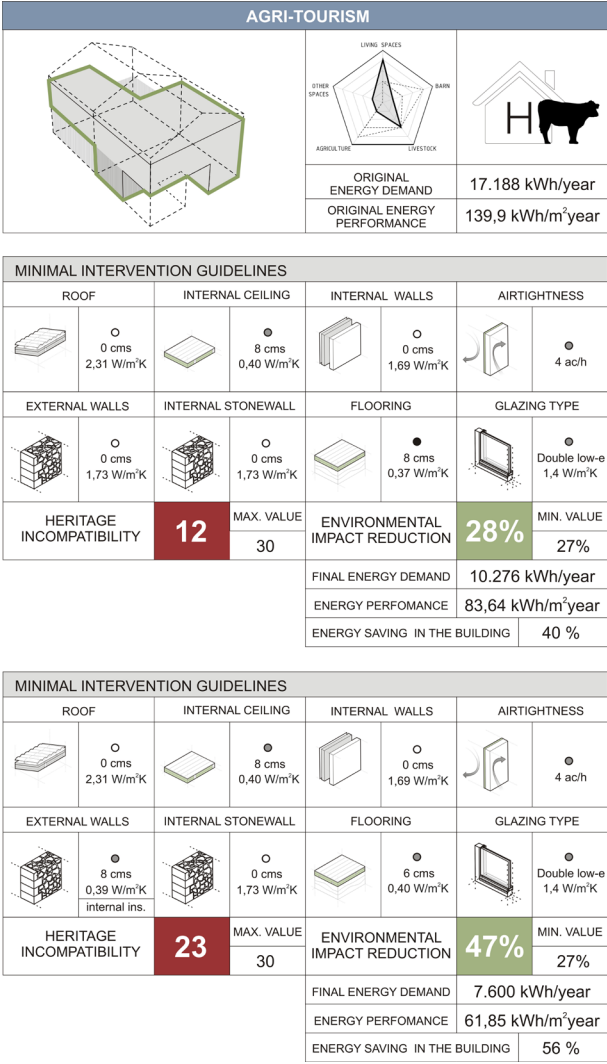 AGRI-TOURISM
LIVING SPACES
OTHER
SPACES
BARN
AGRICULTURE
LIVESTOCK
H
ORIGINAL
ENERGY DEMAND
17.188 kWh/year
ORIGINAL ENERGY
PERFORMANCE
139,9 kWh/m²year
MINIMAL INTERVENTION GUIDELINES
ROOF
INTERNAL CEILING
INTERNAL WALLS
AIRTIGHTNESS
0 cms
2,31 W/m²K
8 cms
0,40 W/m²K
0 cms
1,69 W/m²K
4 ac/h
EXTERNAL WALLS
INTERNAL STONEWALL
FLOORING
GLAZING TYPE
0 cms
1,73 W/m²K
0 cms
1,73 W/m²K
8 cms
0,37 W/m²K
Double low-e
1,4 W/m²K
HERITAGE
INCOMPATIBILITY
12
MAX. VALUE
30
ENVIRONMENTAL
IMPACT REDUCTION
28%
MIN. VALUE
27%
FINAL ENERGY DEMAND
10.276 kWh/year
ENERGY PERFOMANCE
83,64 kWh/m²year
ENERGY SAVING IN THE BUILDING
40 %
MINIMAL INTERVENTION GUIDELINES
ROOF
INTERNAL CEILING
INTERNAL WALLS
AIRTIGHTNESS
0 cms
2,31 W/m²K
8 cms
0,40 W/m²K
0 cms
1,69 W/m²K
4 ac/h
EXTERNAL WALLS
INTERNAL STONEWALL
FLOORING
GLAZING TYPE
8 cms
0,39 W/m²K
internal ins.
0 cms
1,73 W/m²K
6 cms
0,40 W/m²K
Double low-e
1,4 W/m²K
HERITAGE
INCOMPATIBILITY
23
MAX. VALUE
30
ENVIRONMENTAL
IMPACT REDUCTION
47%
MIN. VALUE
27%
FINAL ENERGY DEMAND
7.600 kWh/year
ENERGY PERFOMANCE
61,85 kWh/m²year
ENERGY SAVING IN THE BUILDING
56 %